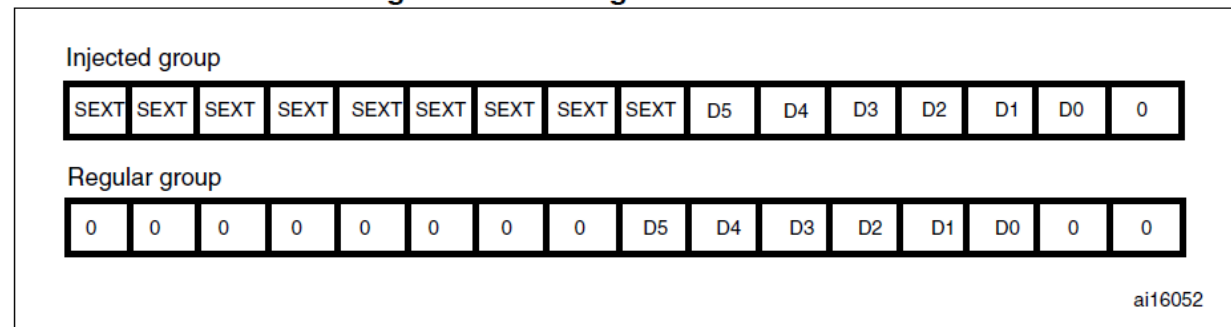 Injected group
SEXT SEXT SEXT SEXT SEXT SEXT SEXT SEXT SEXT D5 D4 D3 D2 D1 D0 0
Regular group
0 0 0 0 0 0 0 0 D5 D4 D3 D2 D1 D0 0 0
ai16052